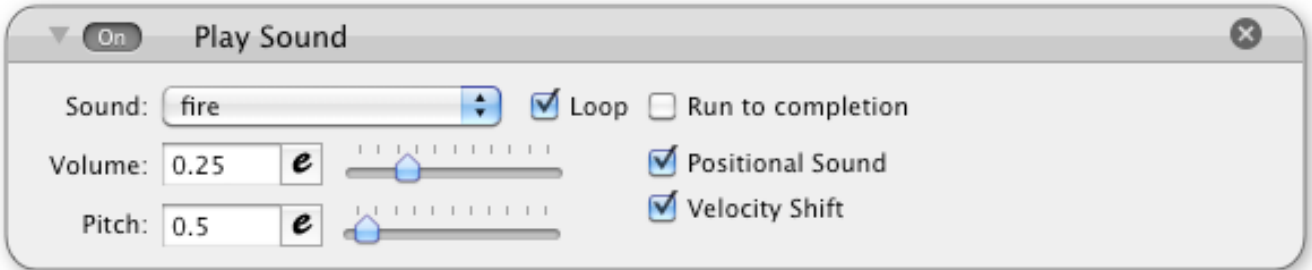 On Play Sound
Sound: fire Loop Run to completion
Volume: 0.25 e Positional Sound
Velocity Shift
Pitch: 0.5 e